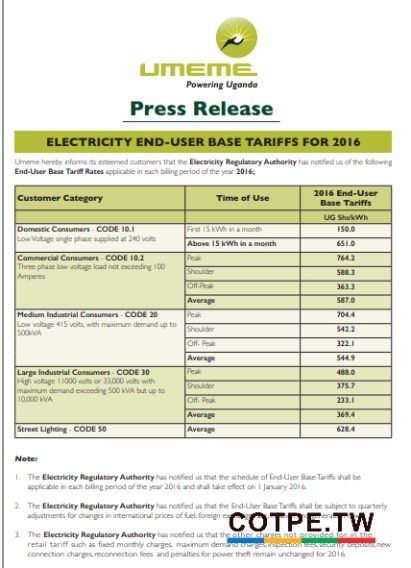 UMEME
Powering Uganda
Press Release
ELECTRICITY END-USER BASE TARIFFS FOR 2016
Umeme hereby informs its esteemed customers that the Electricity Regulatory Authority has notified us of the following
End-User Base Tariff Rates applicable in each billing period of the year 2016;
Customer Category Time of Use 2016 End-User
Base Tariffs
UG Shs/kWh
Domestic Consumers - CODE 10.1 First 15 kWh in a month 150.0
Low Voltage single phase supplied at 240 volts Above 15 kWh in a month 651.0
Commercial Consumers - CODE 10.2 Peak 764.2
Three phase low voltage load not exceeding 100
Amperes Shoulder 588.3
Off-Peak 363.3
Average 587.0
Medium Industrial Consumers - CODE 20 Peak 704.4
Low voltage 415 volts, with maximum demand up to
500kVA Shoulder 542.2
Off- Peak 322.1
Average 544.9
Large Industrial Consumers - CODE 30 Peak 488.0
High voltage 11000 volts or 33,000 volts with
maximum demand exceeding 500 kVA but up to
10,000 kVA Shoulder 375.7
Off- Peak 233.1
Average 369.4
Street Lighting - CODE 50 Average 628.4
Note:
1. The Electricity Regulatory Authority has notified us that the schedule of End-User Base Tariffs shall be
applicable in each billing period of the year 2016 and shall take effect on 1 January 2016.
2. The Electricity Regulatory Authority has notified us that the End-User Base Tariffs shall be subject to quarterly
adjustments for changes in international prices of fuel, foreign
COTPE.TW
3. The Electricity Regulatory Authority has notified us that the other charges not provided for in the
retail tariff such as fixed monthly charges, maximum demand charges, inspection fees, security deposits, new
connection charges, reconnection fees and penalties for power theft remain unchanged for 2016.